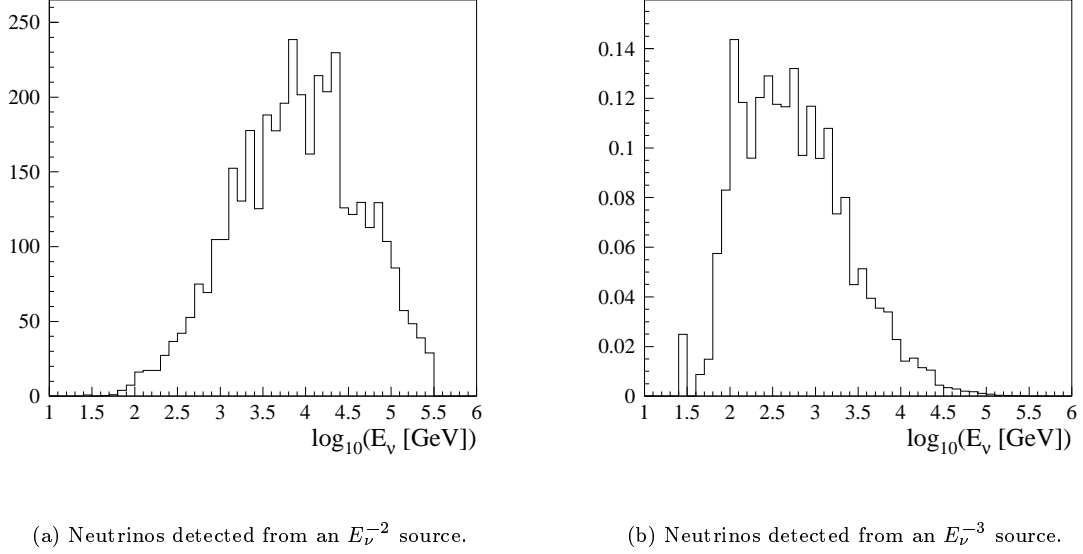 250
200
150
100
50
0
1 1.5 2 2.5 3 3.5 4 4.5 5 5.5 6
log10(Eν [GeV])
0.14
0.12
0.1
0.08
0.06
0.04
0.02
0
1 1.5 2 2.5 3 3.5 4 4.5 5 5.5 6
log10(Eν [GeV])
(a) Neutrinos detected from an Eν−2 source.
(b) Neutrinos detected from an Eν−3 source.